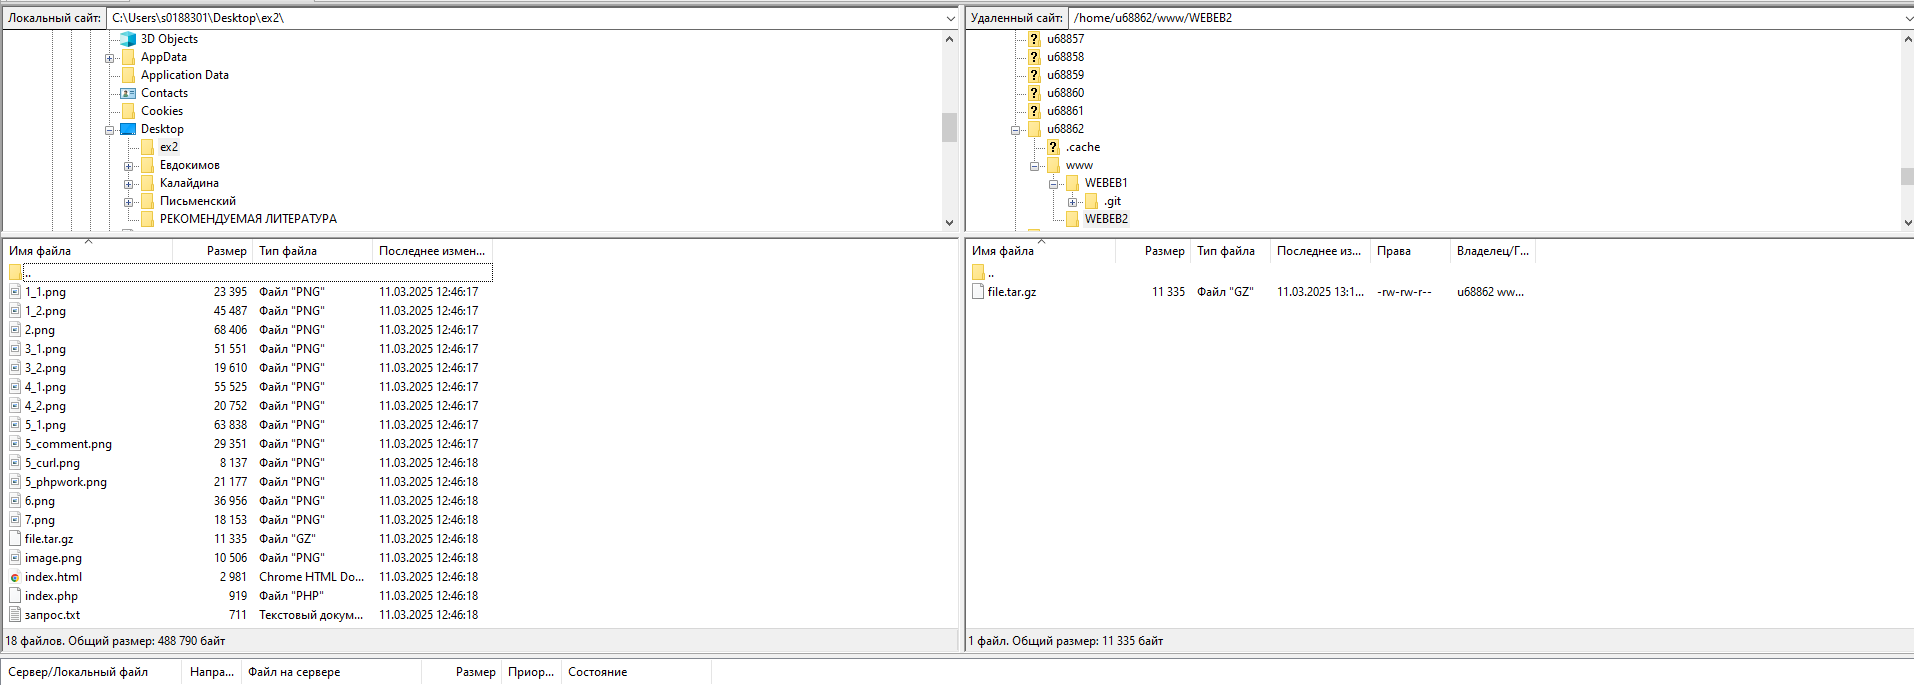 Локальный сайт: C:\Users\s0188301\Desktop\ex2\
3D Objects
AppData
Application Data
Contacts
Cookies
Desktop
ex2
Евдокимов
Калайдина
Письменский
РЕКОМЕНДУЕМАЯ ЛИТЕРАТУРА
Имя файла Размер Тип файла Последнее измен...
..
1_1.png 23 395 Файл "PNG" 11.03.2025 12:46:17
1_2.png 45 487 Файл "PNG" 11.03.2025 12:46:17
2.png 68 406 Файл "PNG" 11.03.2025 12:46:17
3_1.png 51 551 Файл "PNG" 11.03.2025 12:46:17
3_2.png 19 610 Файл "PNG" 11.03.2025 12:46:17
4_1.png 55 525 Файл "PNG" 11.03.2025 12:46:17
4_2.png 20 752 Файл "PNG" 11.03.2025 12:46:17
5_1.png 63 838 Файл "PNG" 11.03.2025 12:46:17
5_comment.png 29 351 Файл "PNG" 11.03.2025 12:46:17
5_curl.png 8 137 Файл "PNG" 11.03.2025 12:46:18
5_phpwork.png 21 177 Файл "PNG" 11.03.2025 12:46:18
6.png 36 956 Файл "PNG" 11.03.2025 12:46:18
7.png 18 153 Файл "PNG" 11.03.2025 12:46:18
file.tar.gz 11 335 Файл "GZ" 11.03.2025 12:46:18
image.png 10 506 Файл "PNG" 11.03.2025 12:46:18
index.html 2 981 Chrome HTML Do... 11.03.2025 12:46:18
index.php 919 Файл "PHP" 11.03.2025 12:46:18
запрос.txt 711 Текстовый докум... 11.03.2025 12:46:18
18 файлов. Общий размер: 488 790 байт
Удаленный сайт: /home/u68862/www/WEBEB2
u68857
u68858
u68859
u68860
u68861
u68862
.cache
www
WEBEB1
.git
WEBEB2
Имя файла Размер Тип файла Последнее из... Права Владелец/Г...
..
file.tar.gz 11 335 Файл "GZ" 11.03.2025 13:1... -rw-rw-r-- u68862 ww...
1 файл. Общий размер: 11 335 байт
Сервер/Локальный файл Напра... Файл на сервере Размер Приор... Состояние